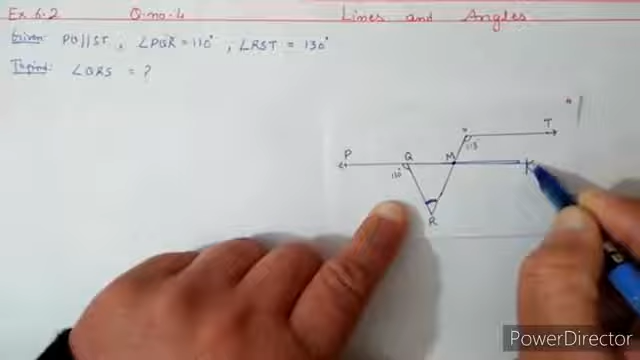 Ex 6.2 Q.no.4 Lines and Angles
Given: PQ||ST, ∠PQR = 110°, ∠RST = 130°
To find: ∠QRS = ?
T
P Q M K
R
PowerDirector